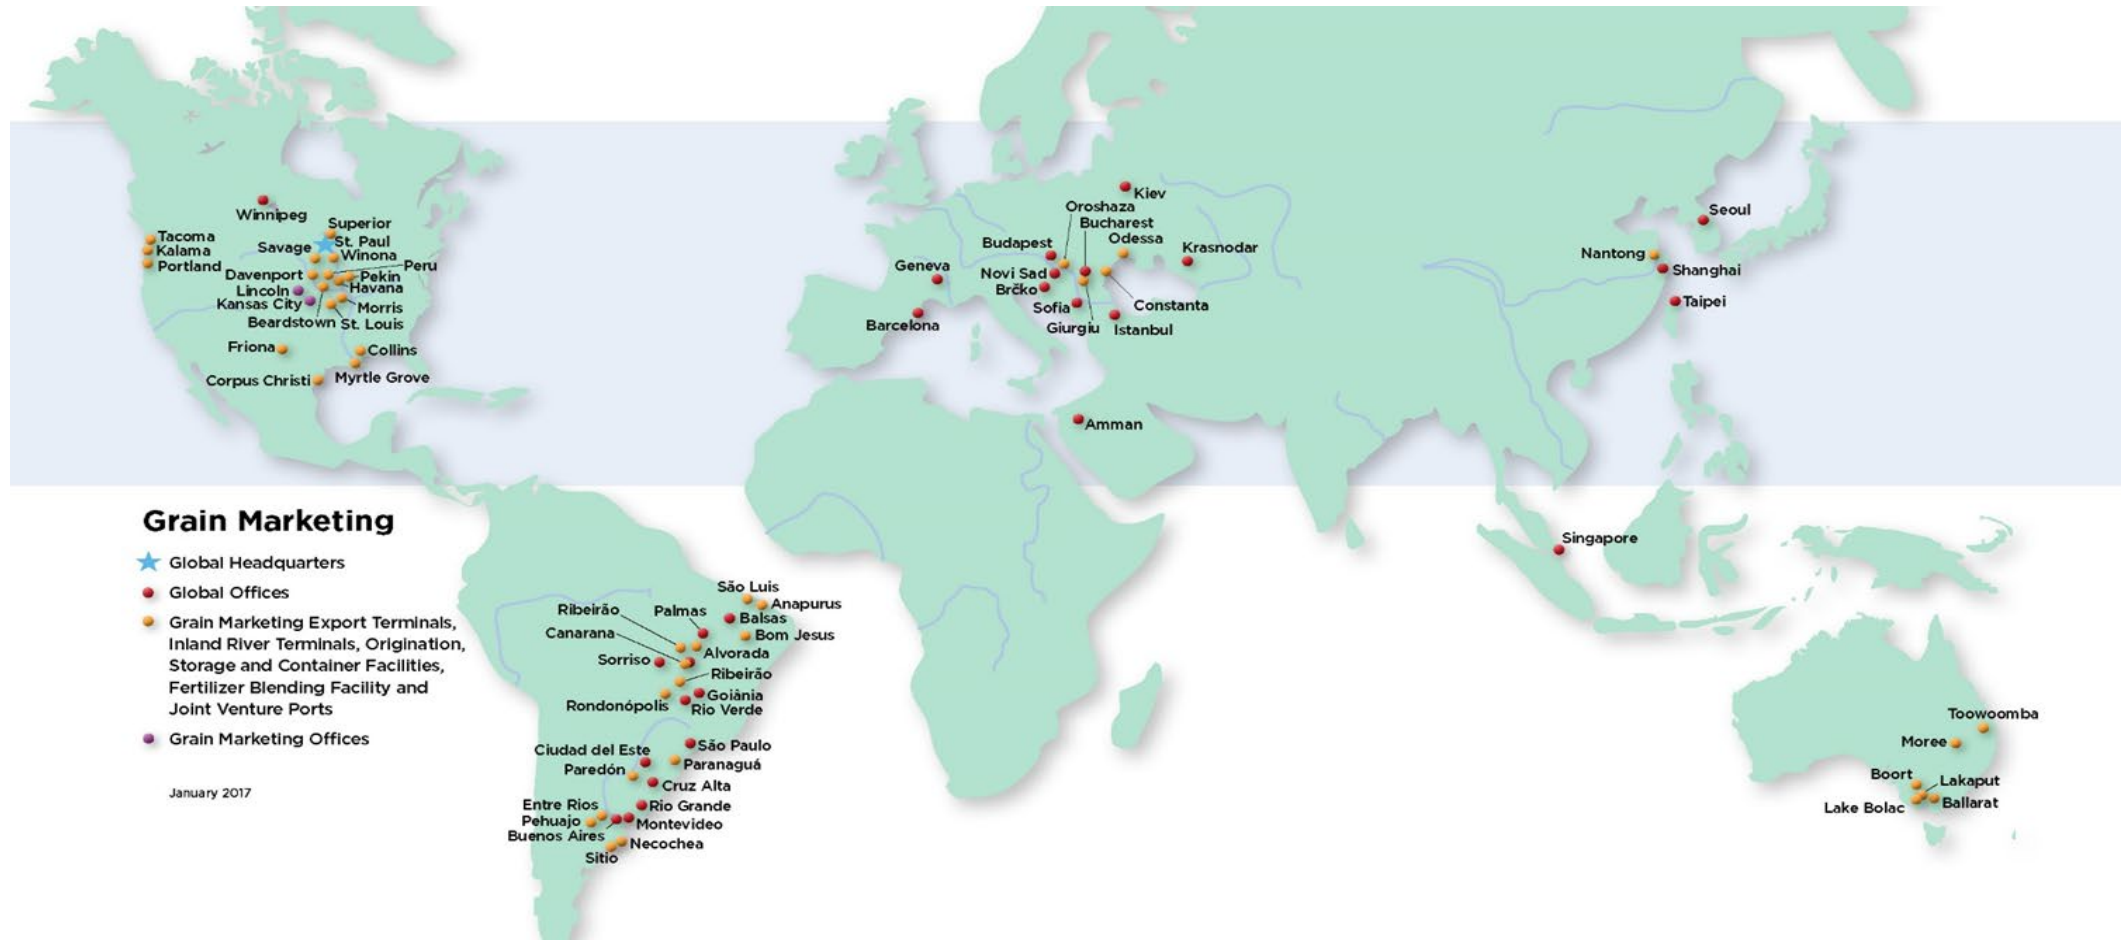 Winnipeg
Superior
Tacoma
Kalama
Portland
Savage
St. Paul
Winona
Davenport
Peru
Pekin
Lincoln
Havana
Kansas City
Morris
Beardstown
St. Louis
Friona
Collins
Corpus Christi
Myrtle Grove
Kiev
Oroshaza
Bucharest
Budapest
Odessa
Krasnodar
Geneva
Novi Sad
Brčko
Sofia
Constanta
Barcelona
Giurgiu
Istanbul
Amman
Seoul
Nantong
Shanghai
Taipei
Singapore
Grain Marketing
Global Headquarters
Global Offices
Grain Marketing Export Terminals,
Inland River Terminals, Origination,
Storage and Container Facilities,
Fertilizer Blending Facility and
Joint Venture Ports
Grain Marketing Offices
January 2017
São Luis
Ribeirão
Palmas
Anapurus
Balsas
Canarana
Bom Jesus
Alvorada
Sorriso
Ribeirão
Goiânia
Rondonópolis
Rio Verde
São Paulo
Ciudad del Este
Paranaguá
Paredón
Cruz Alta
Entre Rios
Rio Grande
Pehuajo
Montevideo
Buenos Aires
Necochea
Sitio
Toowoomba
Moree
Boort
Lakaput
Lake Bolac
Ballarat